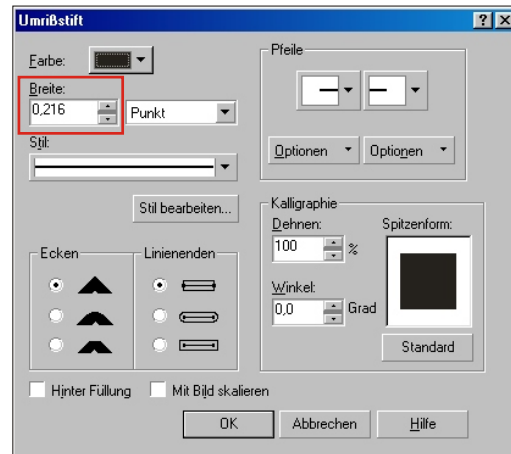 Umrißstift
Farbe:
Breite:
0,216 Punkt
Stil:
Stil bearbeiten...
Ecken Linienenden
Pfeile
Optionen Optionen
Kalligraphie
Dehnen: Spitzenform:
100 %
Winkel:
0,0 Grad
Standard
Hinter Füllung Mit Bild skalieren
OK Abbrechen Hilfe